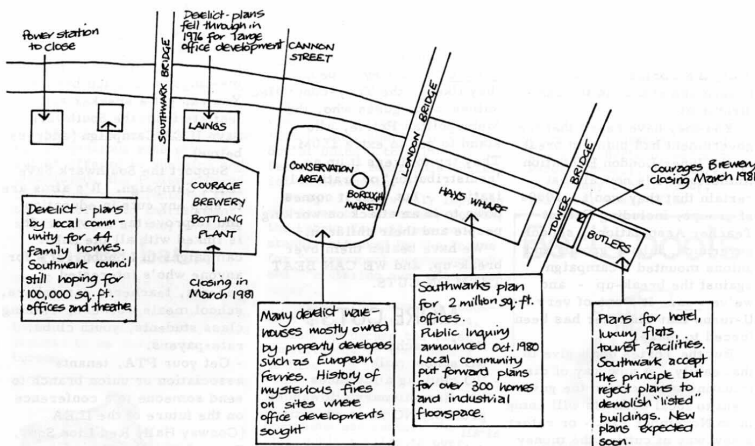 Power station
to close
SOUTHWARK BRIDGE
Derelict - plans
fell through in
1976 for large
office development
CANNON
STREET
LONDON BRIDGE
LAINGS
CONSERVATION
AREA
BOROUGH
MARKET
HAYS WHARF
TOWER BRIDGE
Courages Brewery
closing March 1981
BUTLERS
COURAGE
BREWERY
BOTTLING
PLANT
Closing in
March 1981
Derelict - plans
by local comm -
unity for 44
family homes.
Southwark council
still hoping for
100,000 sq. ft.
offices and theatre.
Many derelict ware-
houses mostly owned
by property developes
such as European
Ferries. History of
mysterious fires
on sites where
office developments
sought
Southwarks plan
for 2 million sq. ft.
offices.
Public Inquiry
announced Oct. 1980
Local community
put forward plans
for over 300 homes
and industrial
floorspace.
Plans for hotel,
luxury flats,
tourist facilities.
Southwark accept
the principle but
reject plans to
demolish "listed"
buildings. New
plans expected
soon.